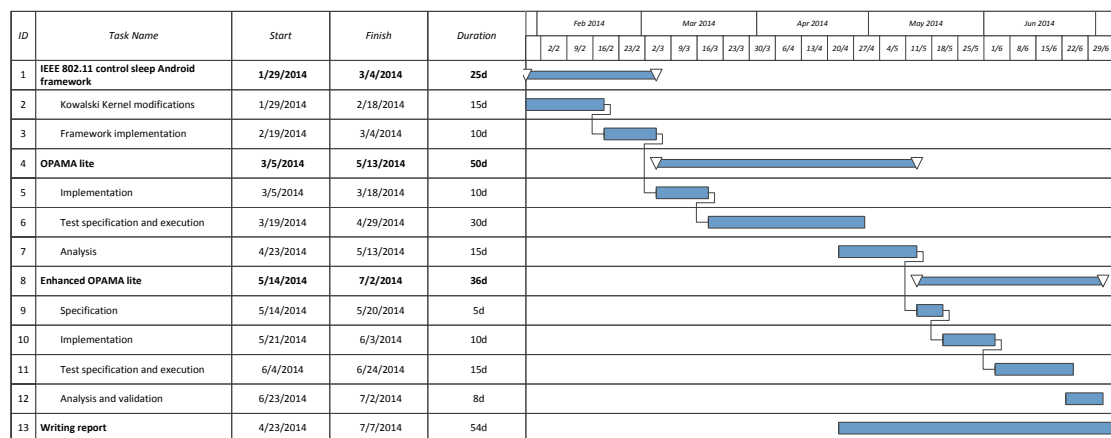 ID Task Name Start Finish Duration Feb 2014 Mar 2014 Apr 2014 May 2014 Jun 2014
2/2 9/2 16/2 23/2 2/3 9/3 16/3 23/3 30/3 6/4 13/4 20/4 27/4 4/5 11/5 18/5 25/5 1/6 8/6 15/6 22/6 29/6
1 IEEE 802.11 control sleep Android framework 1/29/2014 3/4/2014 25d
2 Kowalski Kernel modifications 1/29/2014 2/18/2014 15d
3 Framework implementation 2/19/2014 3/4/2014 10d
4 OPAMA lite 3/5/2014 5/13/2014 50d
5 Implementation 3/5/2014 3/18/2014 10d
6 Test specification and execution 3/19/2014 4/29/2014 30d
7 Analysis 4/23/2014 5/13/2014 15d
8 Enhanced OPAMA lite 5/14/2014 7/2/2014 36d
9 Specification 5/14/2014 5/20/2014 5d
10 Implementation 5/21/2014 6/3/2014 10d
11 Test specification and execution 6/4/2014 6/24/2014 15d
12 Analysis and validation 6/23/2014 7/2/2014 8d
13 Writing report 4/23/2014 7/7/2014 54d